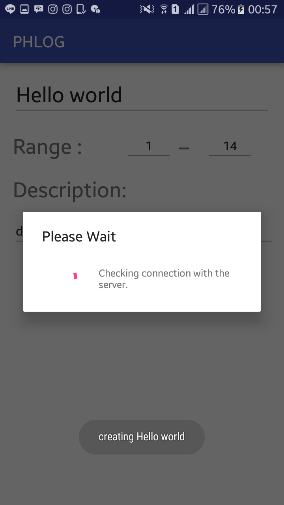 76% 00:57
PHLOG
Hello world
Range : 1 – 14
Description:
d
Please Wait
Checking connection with the
server.
creating Hello world